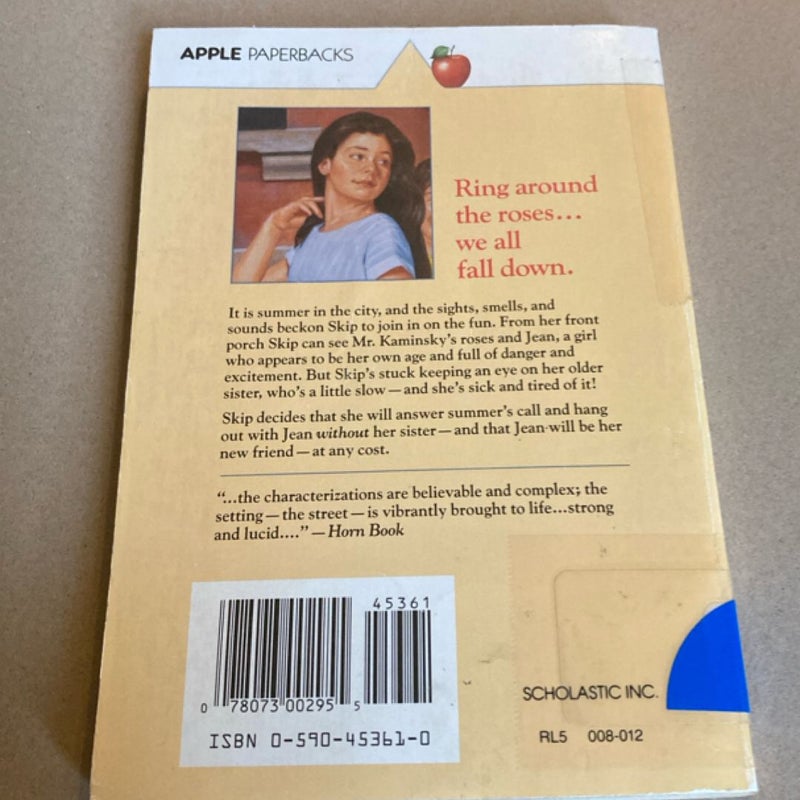 APPLE PAPERBACKS
Ring around
the roses...
we all
fall down.
It is summer in the city, and the sights, smells, and
sounds beckon Skip to join in on the fun. From her front
porch Skip can see Mr. Kaminsky's roses and Jean, a girl
who appears to be her own age and full of danger and
excitement. But Skip's stuck keeping an eye on her older
sister, who's a little slow—and she's sick and tired of it!
Skip decides that she will answer summer's call and hang
out with Jean without her sister—and that Jean will be her
new friend—at any cost.
"...the characterizations are believable and complex; the
setting—the street—is vibrantly brought to life...strong
and lucid...."—Horn Book
45361
0 78073 00295 5
ISBN 0-590-45361-0
SCHOLASTIC INC.
RL5 008-012